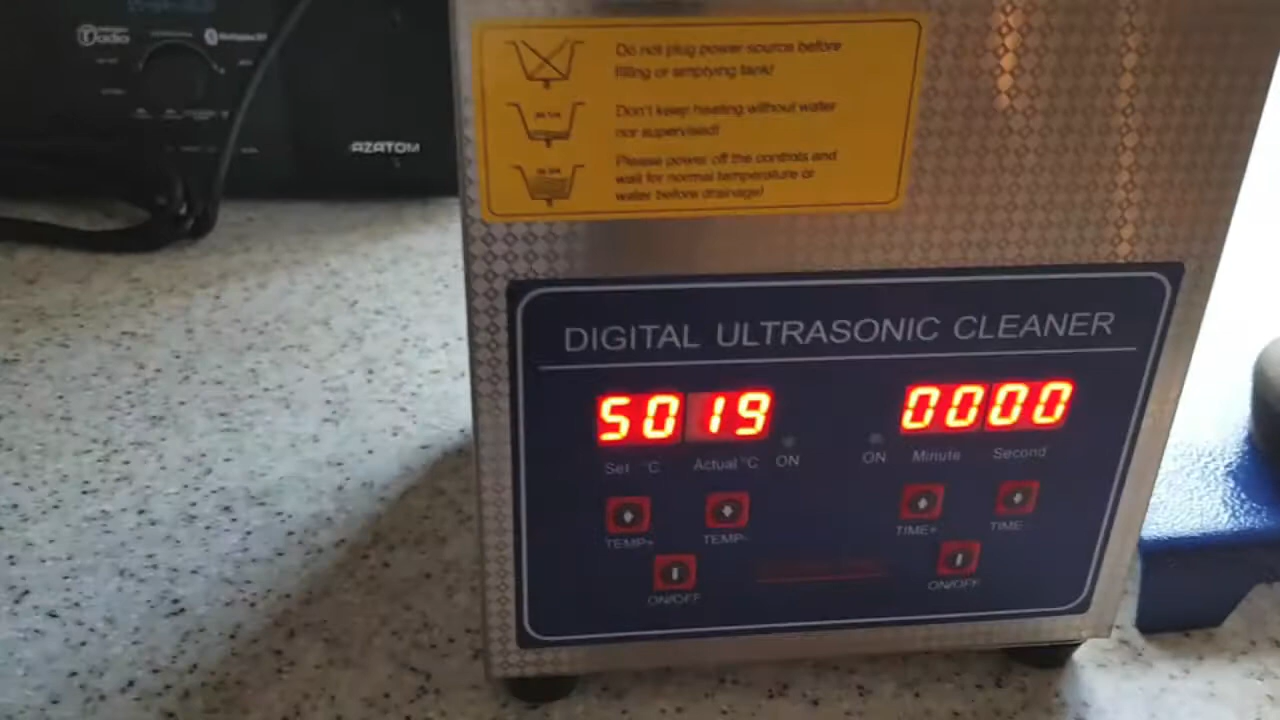 Do not plug power source before
filling or emptying tank!
Don't keep heating without water
nor supervised!
Please power off the controls and
wait for normal temperature or
water before drainage!
AZATOM
DIGITAL ULTRASONIC CLEANER
50 19 00 00
Set °C Actual °C ON ON Minute Second
TEMP+ TEMP- TIME+ TIME
ON/OFF ON/OFF